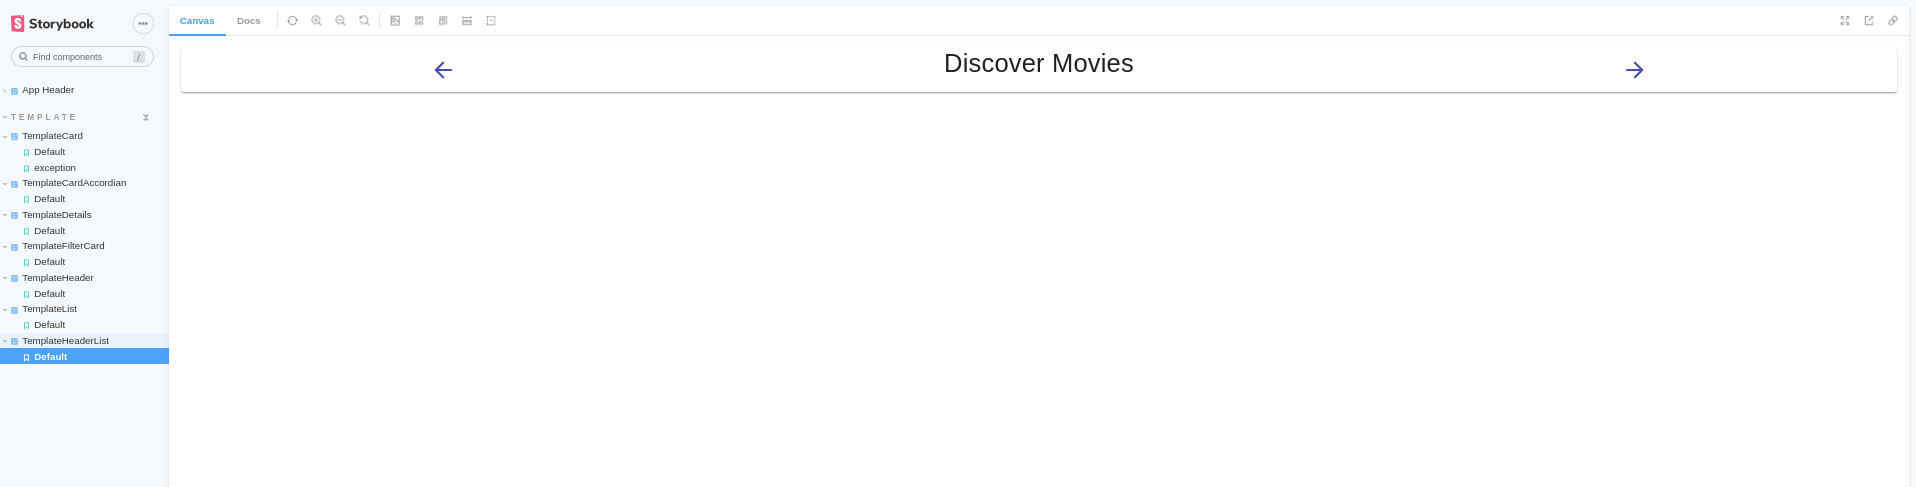 Storybook
Find components
/
App Header
TEMPLATE
TemplateCard
Default
exception
TemplateCardAccordian
Default
TemplateDetails
Default
TemplateFilterCard
Default
TemplateHeader
Default
TemplateList
Default
TemplateHeaderList
Default
Canvas
Docs
Discover Movies